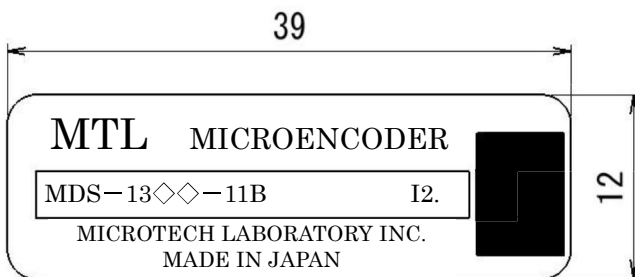 39
MTL MICROENCODER
MDS－13◇◇－11B I2.
MICROTECH LABORATORY INC.
MADE IN JAPAN
12